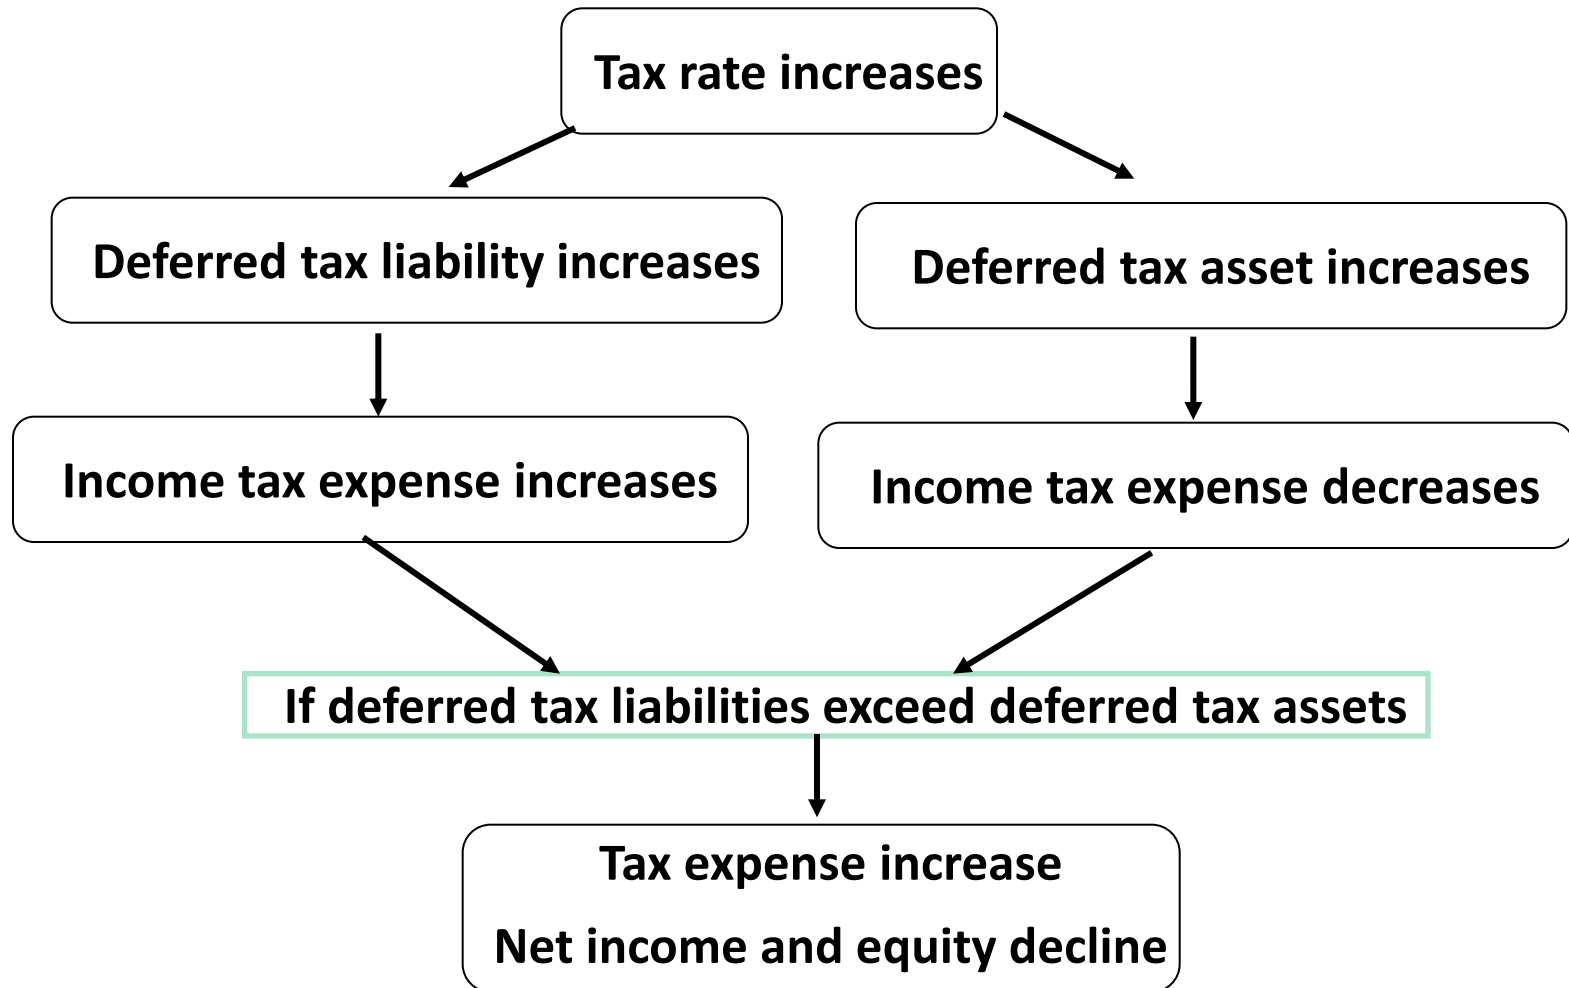 Tax rate increases
Deferred tax liability increases
Deferred tax asset increases
Income tax expense increases
Income tax expense decreases
If deferred tax liabilities exceed deferred tax assets
Tax expense increase
Net income and equity decline